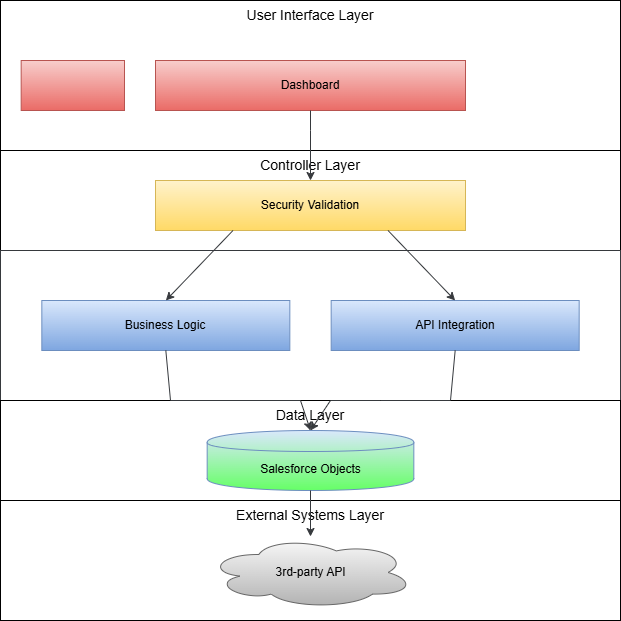 User Interface Layer
Dashboard
Controller Layer
Security Validation
Business Logic
API Integration
Data Layer
Salesforce Objects
External Systems Layer
3rd-party API